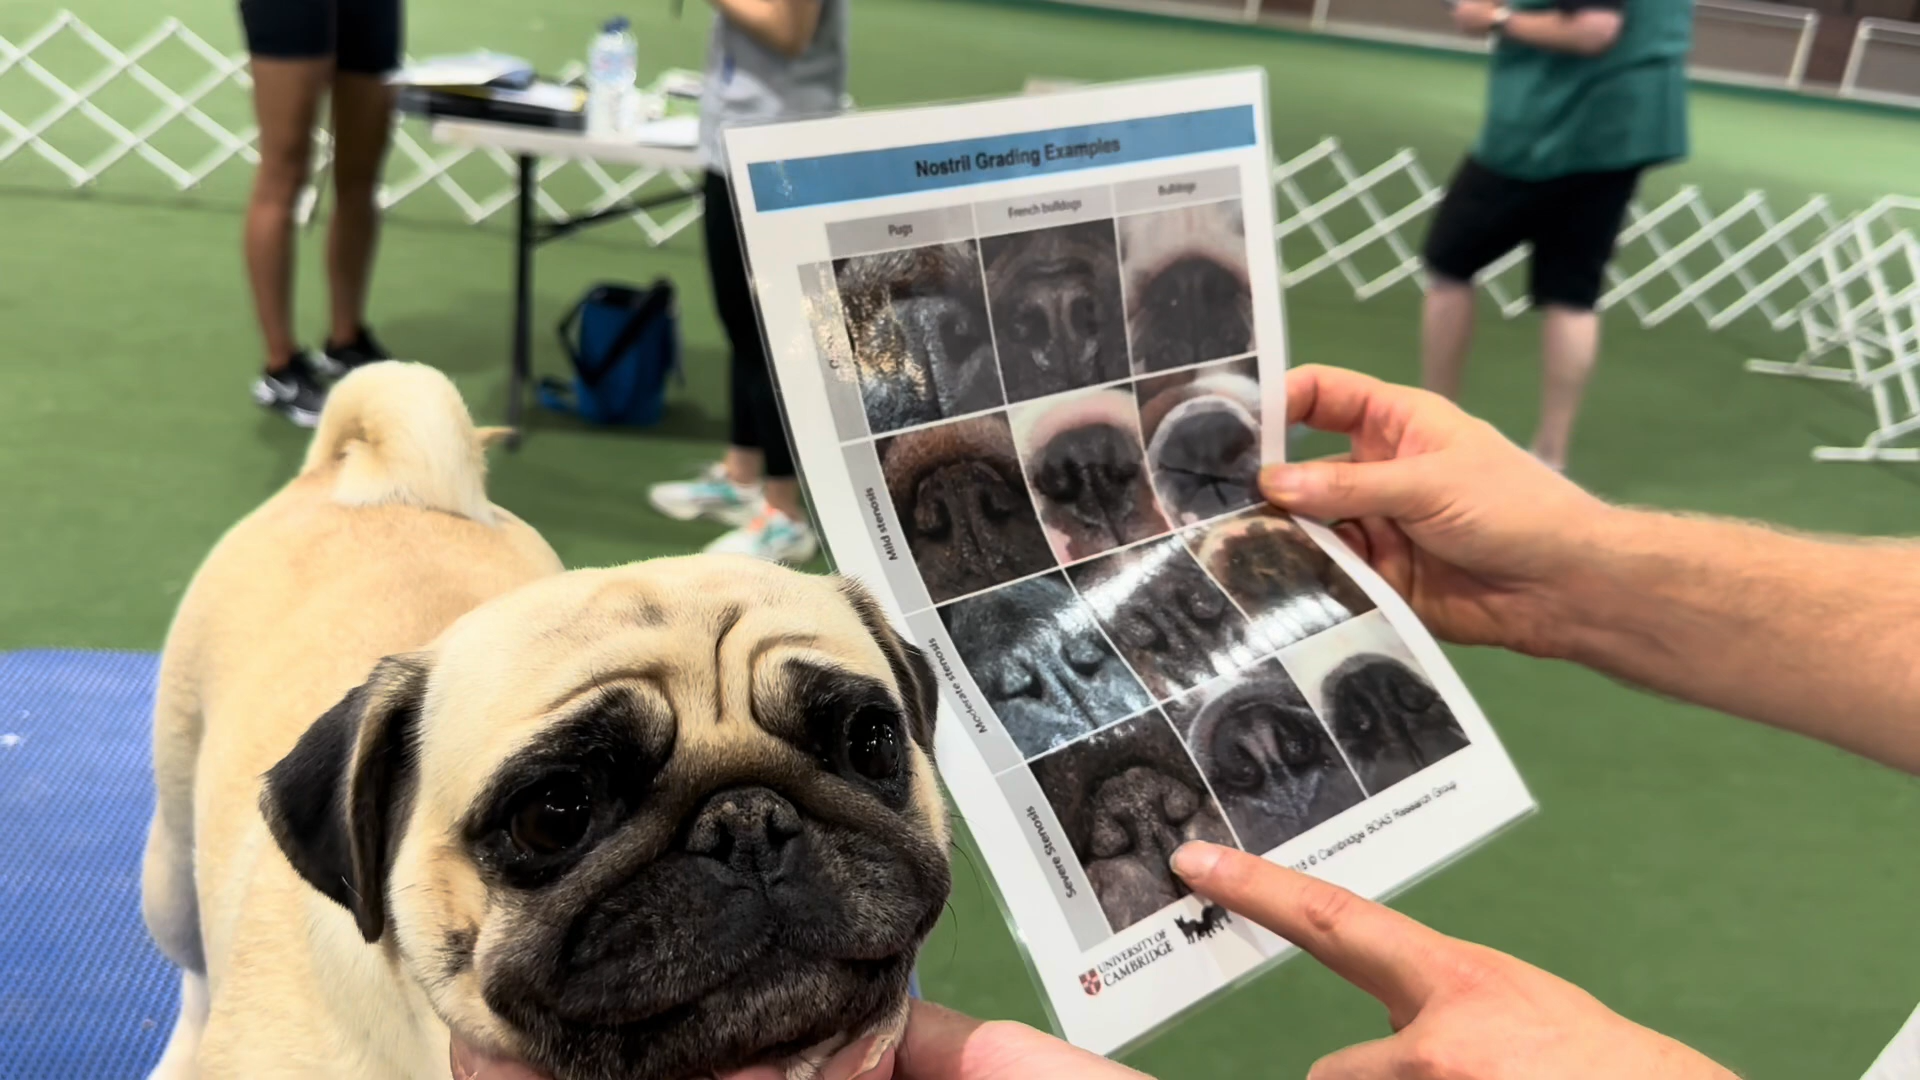 Nostril Grading Examples
Pugs
French bulldogs
Bulldogs
Mild stenosis
Moderate stenosis
Severe Stenosis
© Cambridge BOAS Research Group
UNIVERSITY OF
CAMBRIDGE